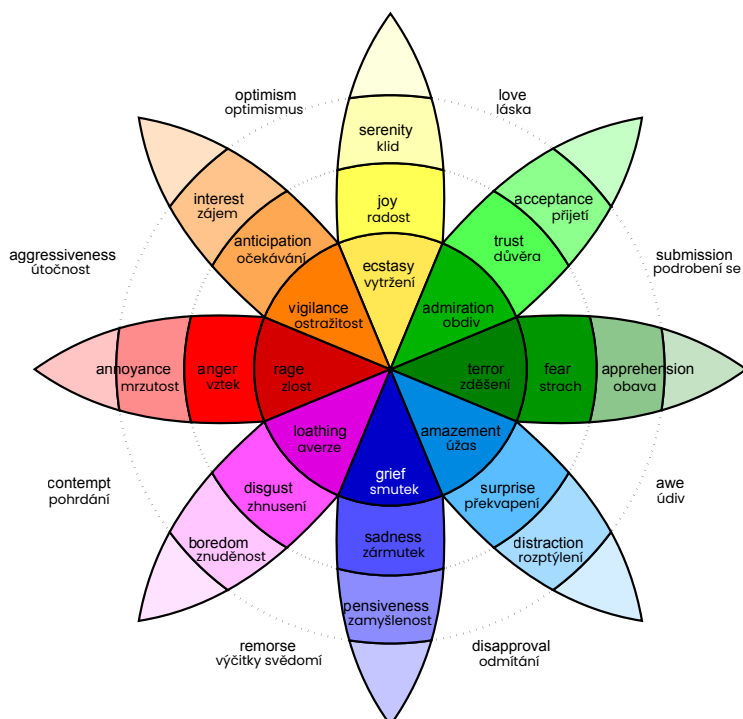 optimism
optimismus
love
láska
serenity
klid
interest
zájem
joy
radost
acceptance
přijetí
anticipation
očekávání
trust
důvěra
aggressiveness
útočnost
submission
podrobení se
ecstasy
vytržení
vigilance
ostražitost
admiration
obdiv
annoyance
mrzutost
anger
vztek
rage
zlost
terror
zděšení
fear
strach
apprehension
obava
loathing
averze
amazement
úžas
grief
smutek
contempt
pohrdání
disgust
zhnusení
surprise
překvapení
awe
údiv
boredom
znuděnost
sadness
zármutek
distraction
rozptýlení
pensiveness
zamyšlenost
remorse
výčitky svědomí
disapproval
odmítání